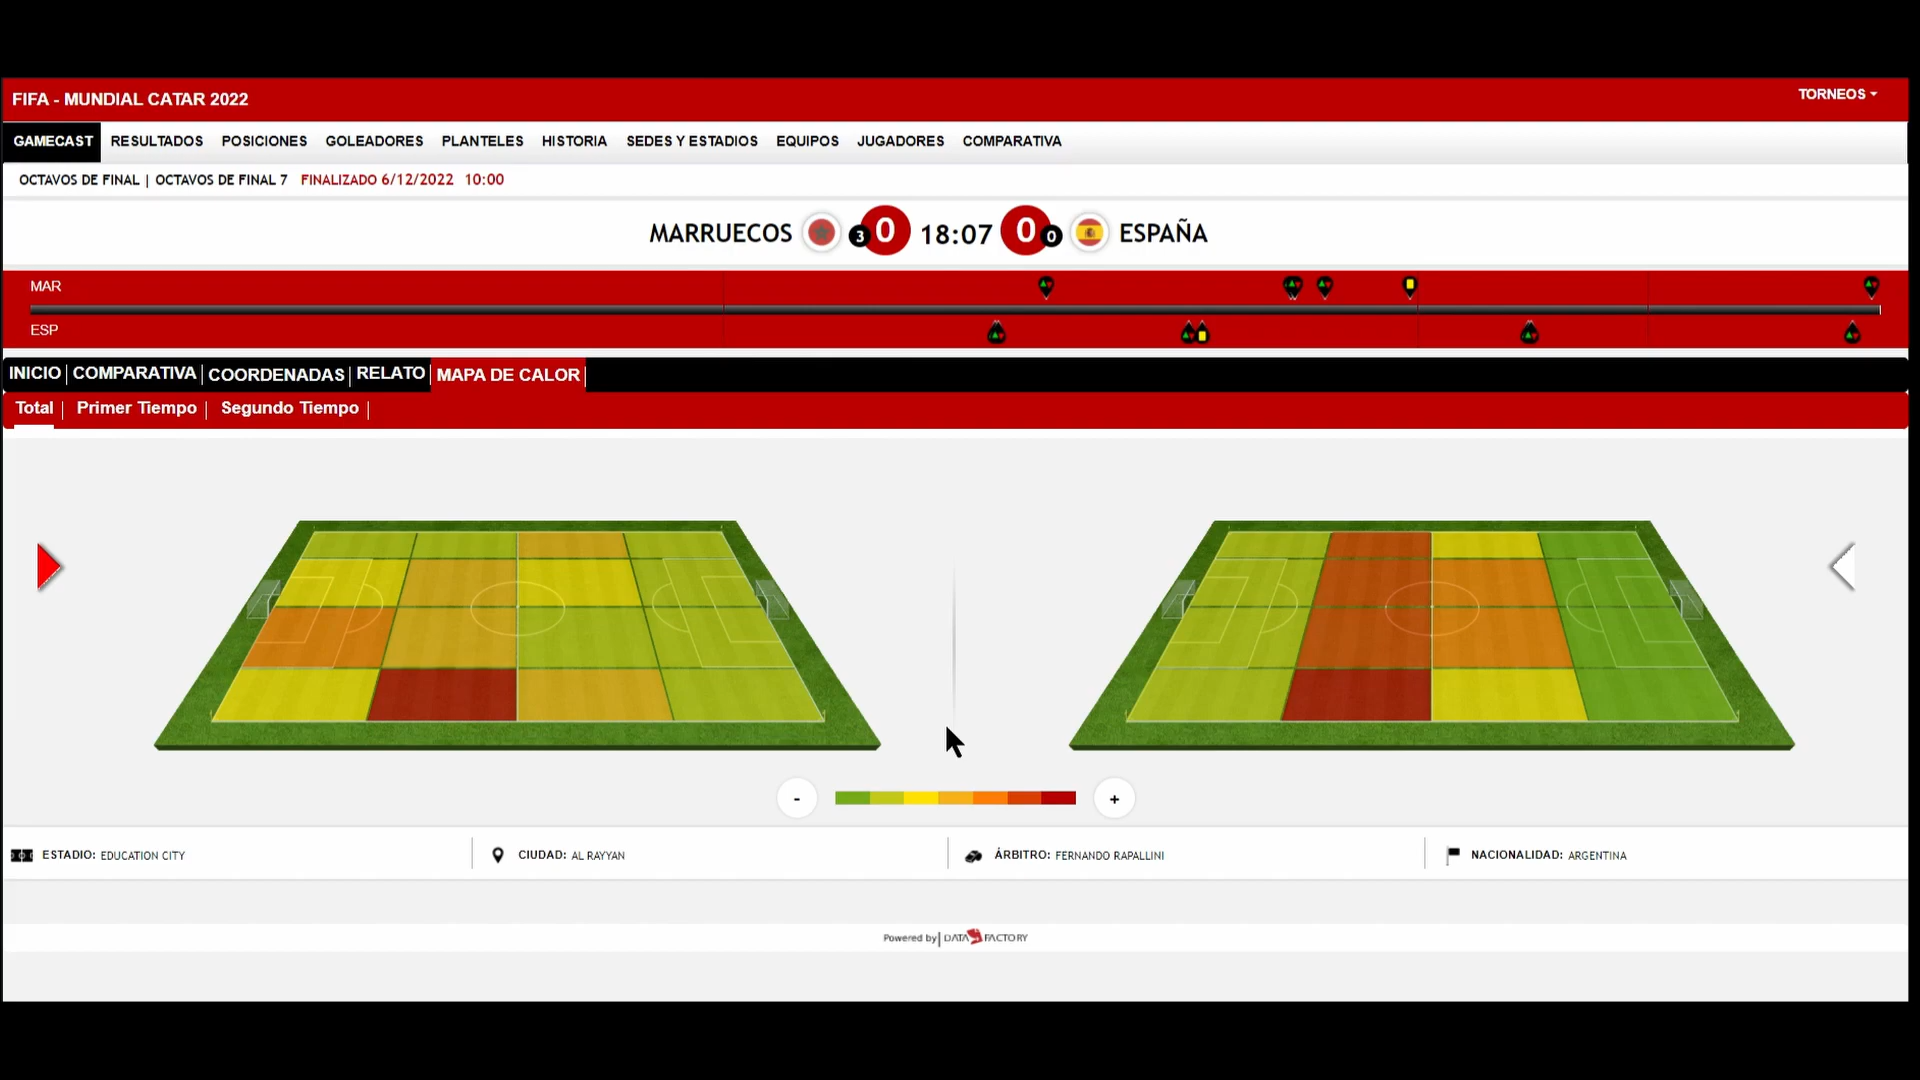 FIFA - MUNDIAL CATAR 2022
TORNEOS
GAMECAST RESULTADOS POSICIONES GOLEADORES PLANTELES HISTORIA SEDES Y ESTADIOS EQUIPOS JUGADORES COMPARATIVA
OCTAVOS DE FINAL | OCTAVOS DE FINAL 7 FINALIZADO 6/12/2022 10:00
MARRUECOS 3 0 18:07 0 0 ESPAÑA
MAR
ESP
INICIO COMPARATIVA COORDENADAS RELATO MAPA DE CALOR
Total Primer Tiempo Segundo Tiempo
- +
ESTADIO: EDUCATION CITY CIUDAD: AL RAYYAN ÁRBITRO: FERNANDO RAPALLINI NACIONALIDAD: ARGENTINA
Powered by DATA FACTORY